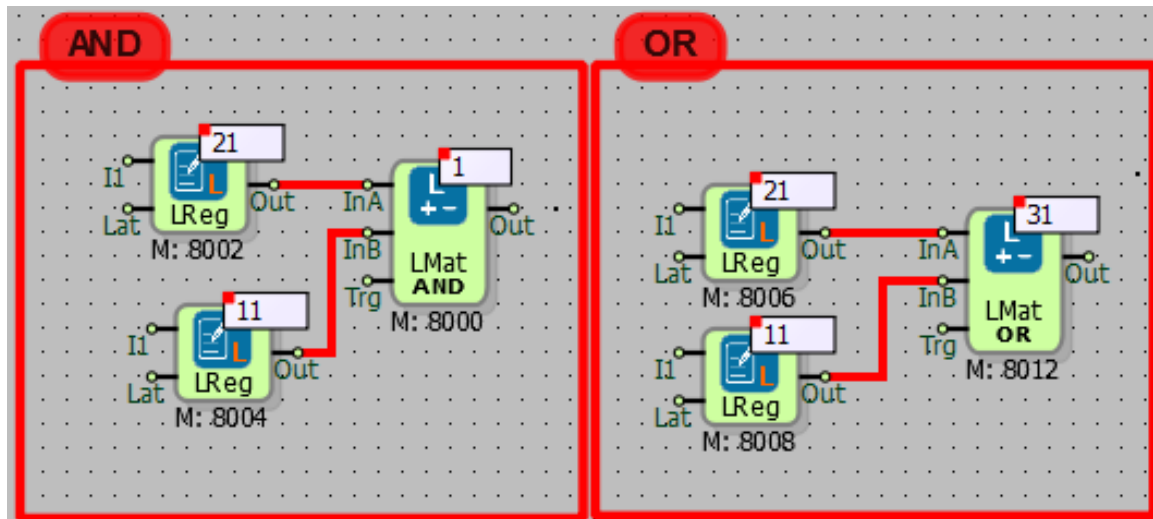 AND
21
I1
Lat
Out
L
LReg
M: 8002
11
I1
Lat
Out
L
LReg
M: 8004
1
InA
InB
Trg
Out
L
LMat
AND
M: 8000
OR
21
I1
Lat
Out
L
LReg
M: 8006
11
I1
Lat
Out
L
LReg
M: 8008
31
InA
InB
Trg
Out
L
LMat
OR
M: 8012